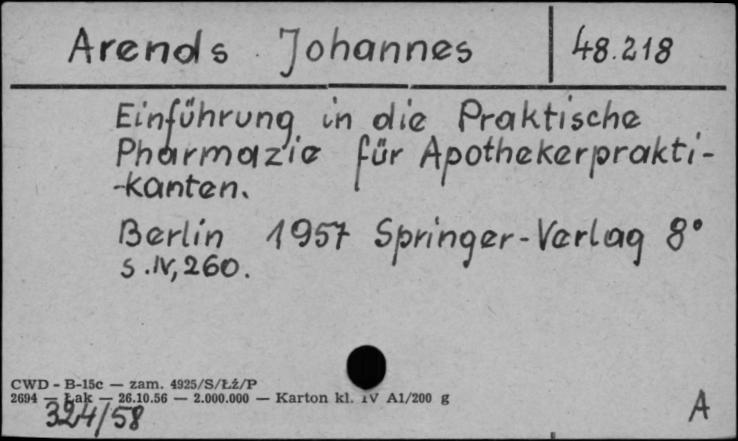 Arends Johannes 48.218
Einführung in die Praktische
Pharmazie für Apothekerprakti-
-kanten.
Berlin 1957 Springer-Verlag 8°
s.IV,260.
CWD - B-15c — zam. 4925/S/Łż/P
2694 — Łak — 26.10.56 — 2.000.000 — Karton kl. IV A1/200 g
324/58
A